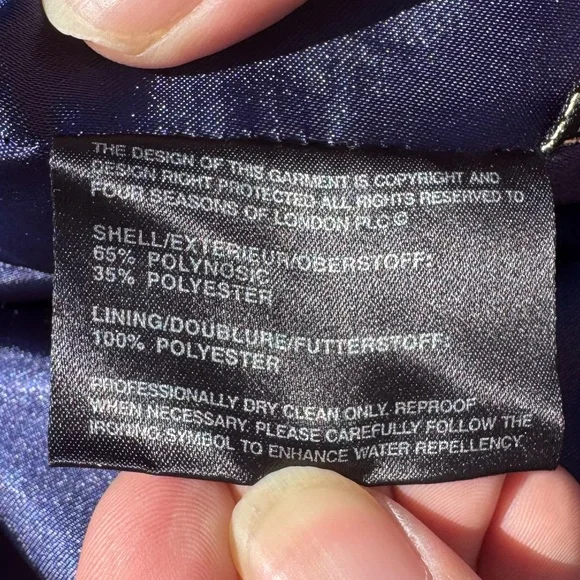 THE DESIGN OF THIS GARMENT IS COPYRIGHT AND
DESIGN RIGHT PROTECTED ALL RIGHTS RESERVED TO
FOUR SEASONS OF LONDON PLC ©
SHELL/EXTERIEUR/OBERSTOFF:
65% POLYNOSIC
35% POLYESTER
LINING/DOUBLURE/FUTTERSTOFF:
100% POLYESTER
PROFESSIONALLY DRY CLEAN ONLY. REPROOF
WHEN NECESSARY. PLEASE CAREFULLY FOLLOW THE
IRONING SYMBOL TO ENHANCE WATER REPELLENCY.